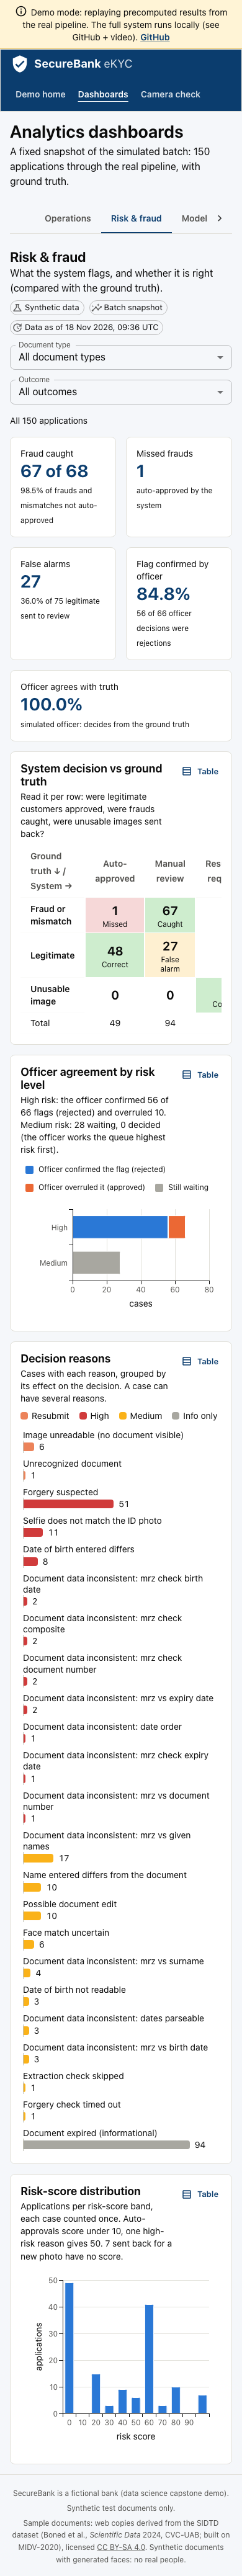 Demo mode: replaying precomputed results from
the real pipeline. The full system runs locally (see
GitHub + video). GitHub
SecureBank eKYC
Demo home Dashboards Camera check
Analytics dashboards
A fixed snapshot of the simulated batch: 150
applications through the real pipeline, with
ground truth.
Operations Risk & fraud Model
Risk & fraud
What the system flags, and whether it is right
(compared with the ground truth).
Synthetic data Batch snapshot
Data as of 18 Nov 2026, 09:36 UTC
Document type
All document types
Outcome
All outcomes
All 150 applications
Fraud caught
67 of 68
98.5% of frauds and
mismatches not auto-
approved
Missed frauds
1
auto-approved by the
system
False alarms
27
36.0% of 75 legitimate
sent to review
Flag confirmed by
officer
84.8%
56 of 66 officer
decisions were
rejections
Officer agrees with truth
100.0%
simulated officer: decides from the ground truth
System decision vs ground
truth
Table
Read it per row: were legitimate
customers approved, were frauds
caught, were unusable images sent
back?
Ground
truth ↓ /
System →
Auto-
approved
Manual
review
Res
req
Fraud or
mismatch
1
Missed
67
Caught
Legitimate
48
Correct
27
False
alarm
Unusable
image
0
0
Co
Total 49 94
Officer agreement by risk
level
Table
High risk: the officer confirmed 56 of
66 flags (rejected) and overruled 10.
Medium risk: 28 waiting, 0 decided
(the officer works the queue highest
risk first).
Officer confirmed the flag (rejected)
Officer overruled it (approved) Still waiting
High
Medium
0 20 40 60 80
cases
Decision reasons
Table
Cases with each reason, grouped by
its effect on the decision. A case can
have several reasons.
Resubmit High Medium Info only
Image unreadable (no document visible)
6
Unrecognized document
1
Forgery suspected
51
Selfie does not match the ID photo
11
Date of birth entered differs
8
Document data inconsistent: mrz check birth
date
2
Document data inconsistent: mrz check
composite
2
Document data inconsistent: mrz check
document number
2
Document data inconsistent: mrz vs expiry date
2
Document data inconsistent: date order
1
Document data inconsistent: mrz check expiry
date
1
Document data inconsistent: mrz vs document
number
1
Document data inconsistent: mrz vs given
names
17
Name entered differs from the document
10
Possible document edit
10
Face match uncertain
6
Document data inconsistent: mrz vs surname
4
Date of birth not readable
3
Document data inconsistent: dates parseable
3
Document data inconsistent: mrz vs birth date
3
Extraction check skipped
1
Forgery check timed out
1
Document expired (informational)
94
Risk-score distribution
Table
Applications per risk-score band,
each case counted once. Auto-
approvals score under 10, one high-
risk reason gives 50. 7 sent back for a
new photo have no score.
applications
50
40
30
20
10
0
0 10 20 30 40 50 60 70 80 90
risk score
SecureBank is a fictional bank (data science capstone demo).
Synthetic test documents only.
Sample documents: web copies derived from the SIDTD
dataset (Boned et al., Scientific Data 2024, CVC-UAB; built on
MIDV-2020), licensed CC BY-SA 4.0. Synthetic documents
with generated faces: no real people.